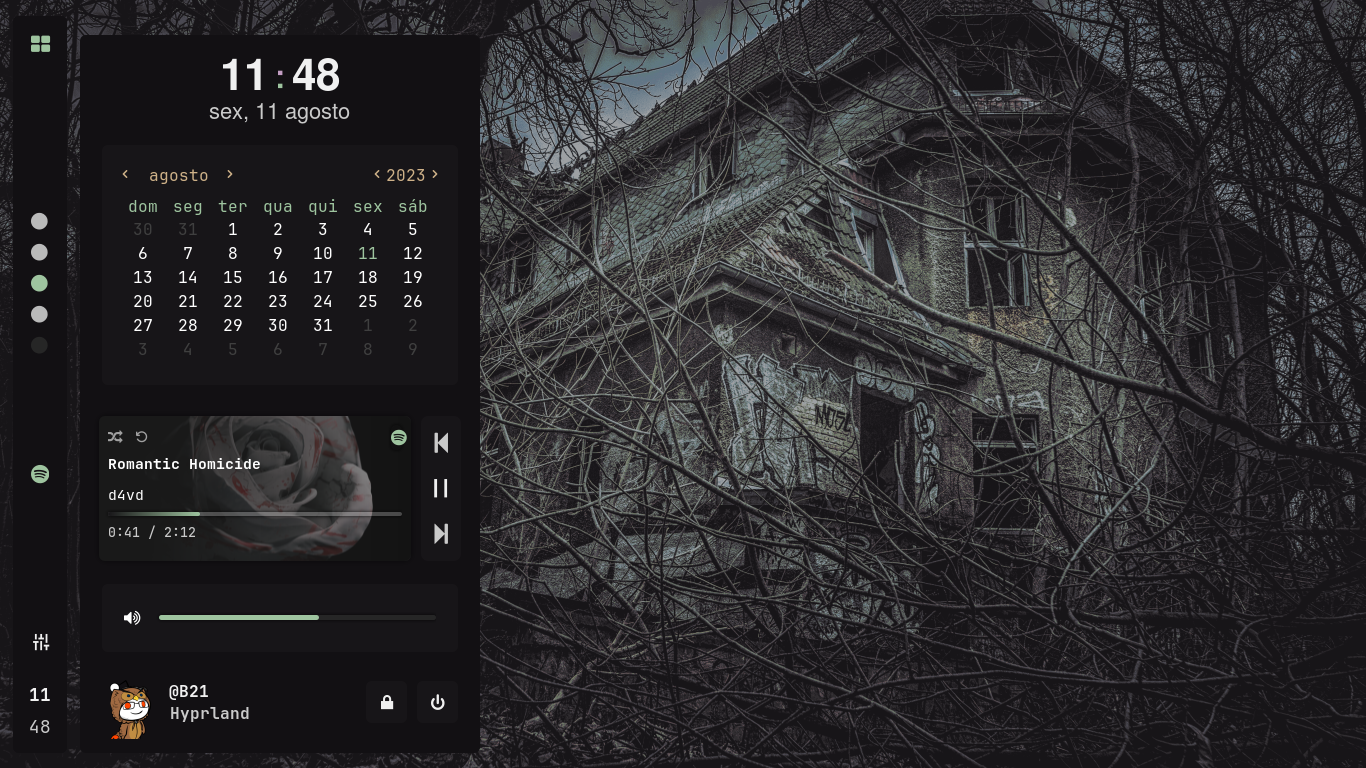 11 : 48
sex, 11 agosto
agosto 2023
dom seg ter qua qui sex sáb
30 31 1 2 3 4 5
6 7 8 9 10 11 12
13 14 15 16 17 18 19
20 21 22 23 24 25 26
27 28 29 30 31 1 2
3 4 5 6 7 8 9
Romantic Homicide
d4vd
0:41 / 2:12
@B21
Hyprland
11
48